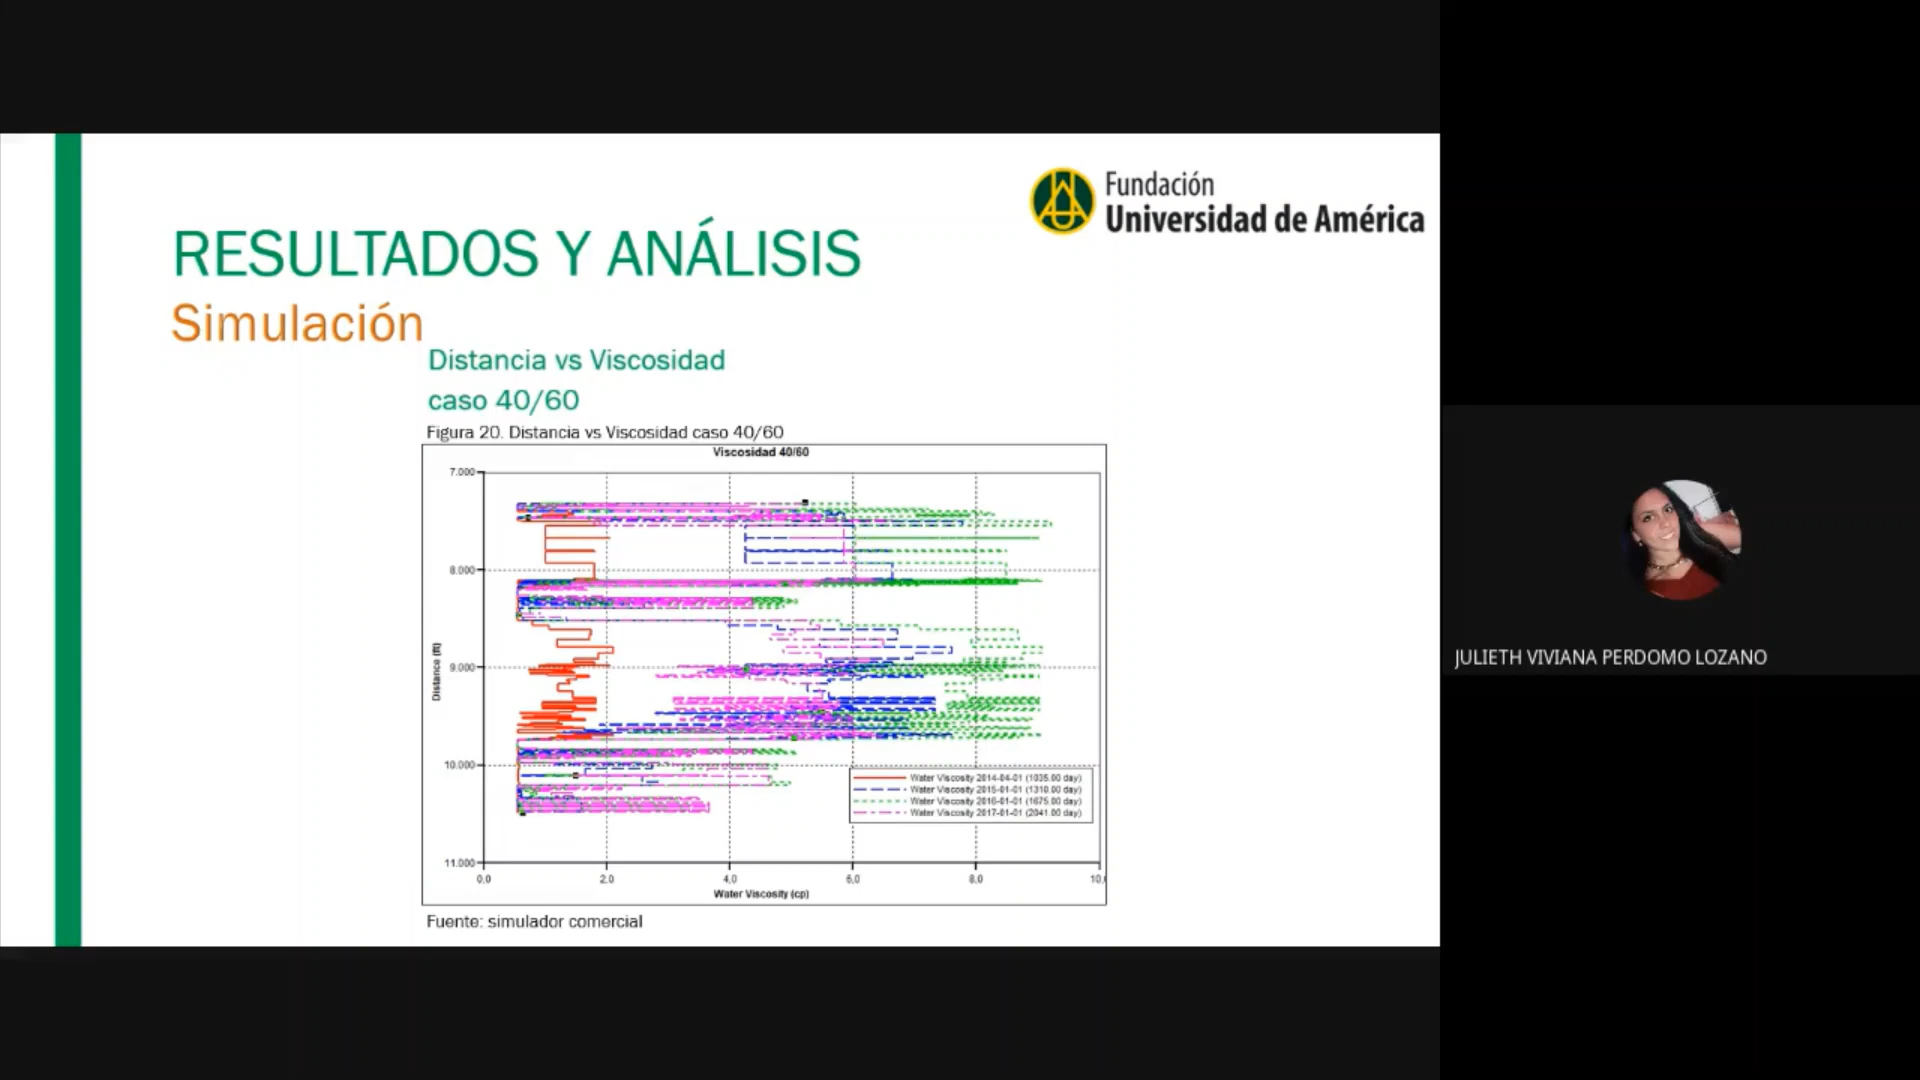 Fundación
Universidad de América
RESULTADOS Y ANÁLISIS
Simulación
Distancia vs Viscosidad
caso 40/60
Figura 20. Distancia vs Viscosidad caso 40/60
Viscosidad 40/60
7.000
8.000
9.000
10.000
11.000
Distance (ft)
Water Viscosity 2014-04-01 (1035.00 day)
Water Viscosity 2015-01-01 (1310.00 day)
Water Viscosity 2016-01-01 (1675.00 day)
Water Viscosity 2017-01-01 (2041.00 day)
0,0 2,0 4,0 6,0 8,0 10,
Water Viscosity (cp)
Fuente: simulador comercial
JULIETH VIVIANA PERDOMO LOZANO